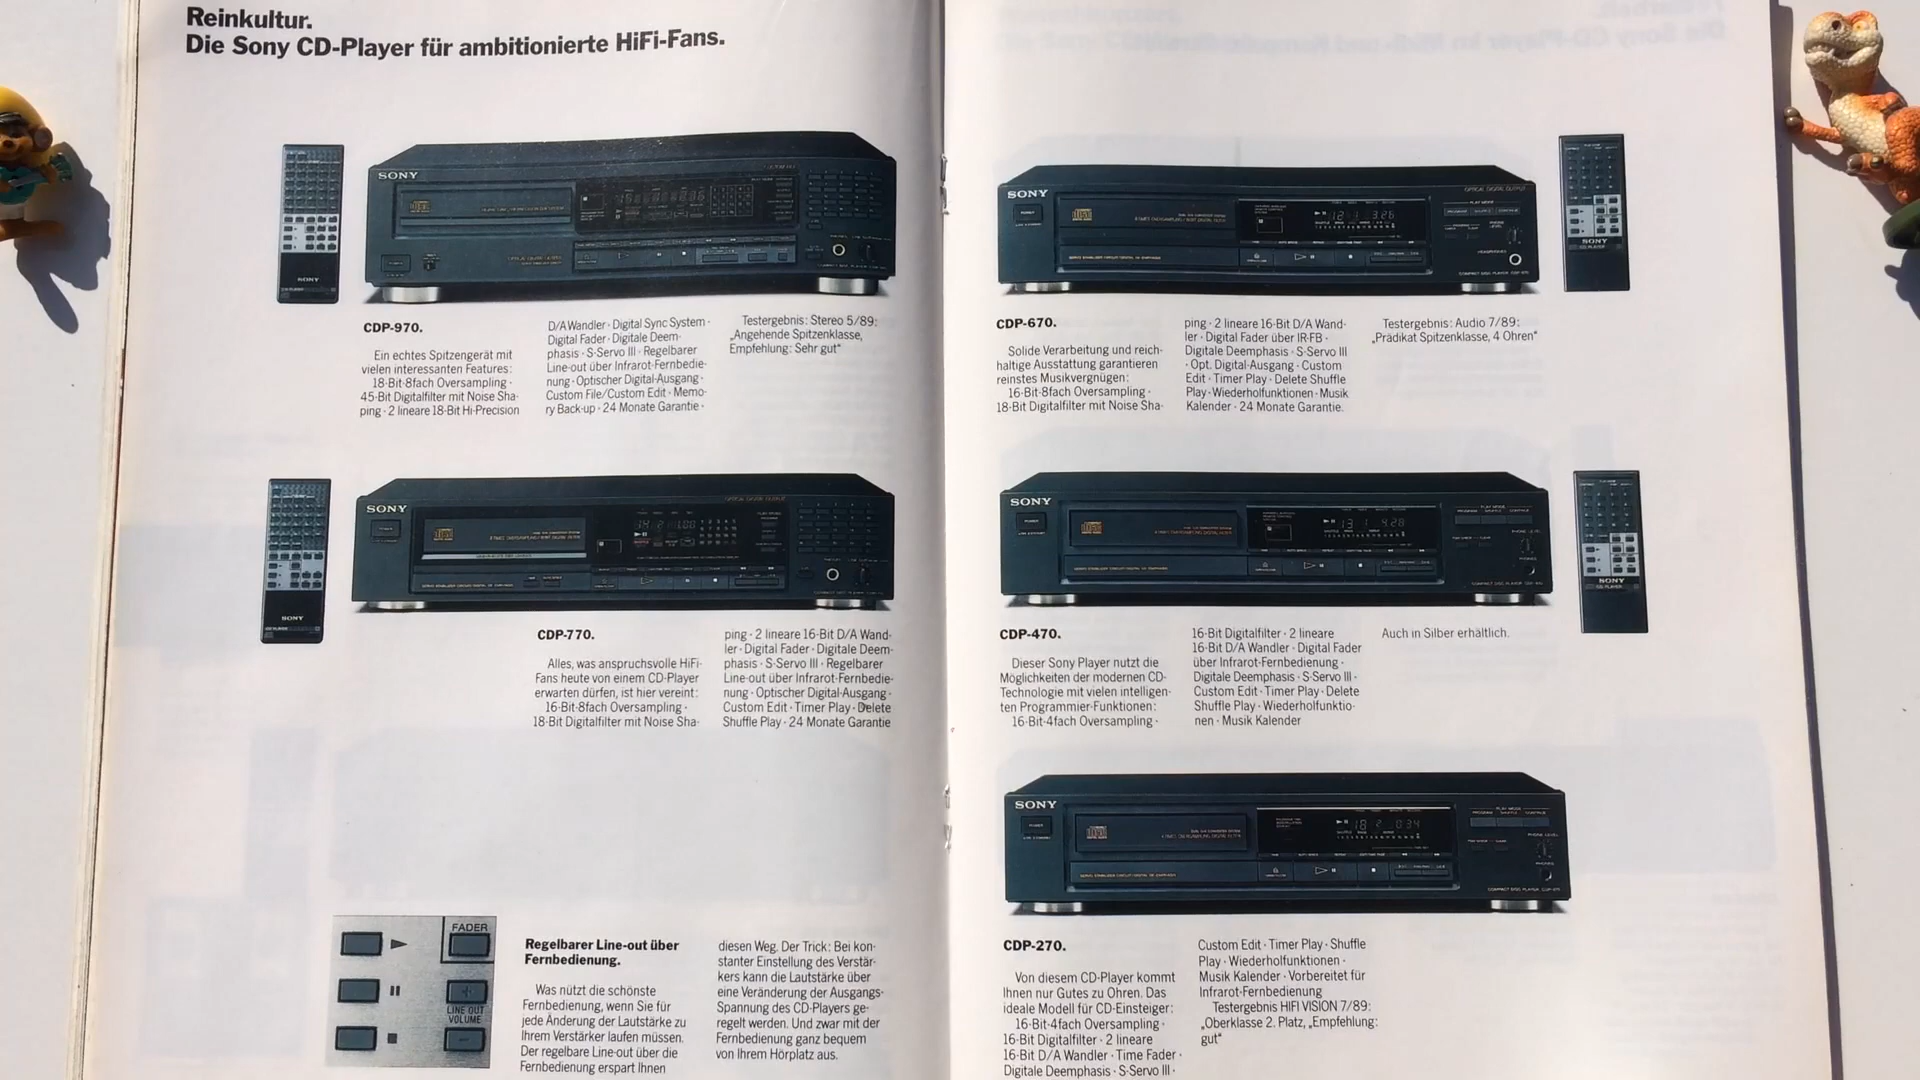 Reinkultur.
Die Sony CD-Player für ambitionierte HiFi-Fans.
SONY
SONY
CDP-970.
Ein echtes Spitzengerät mit
vielen interessanten Features:
18-Bit-8fach Oversampling ·
45-Bit Digitalfilter mit Noise Sha-
ping · 2 lineare 18-Bit Hi-Precision
D/A Wandler · Digital Sync System ·
Digital Fader · Digitale Deem-
phasis · S-Servo III · Regelbarer
Line-out über Infrarot-Fernbedie-
nung · Optischer Digital-Ausgang ·
Custom File/Custom Edit · Memo-
ry Back-up · 24 Monate Garantie ·
Testergebnis: Stereo 5/89:
„Angehende Spitzenklasse,
Empfehlung: Sehr gut“
SONY
SONY
CDP-770.
Alles, was anspruchsvolle HiFi-
Fans heute von einem CD-Player
erwarten dürfen, ist hier vereint:
16-Bit-8fach Oversampling ·
18-Bit Digitalfilter mit Noise Sha-
ping · 2 lineare 16-Bit D/A Wand-
ler · Digital Fader · Digitale Deem-
phasis · S-Servo III · Regelbarer
Line-out über Infrarot-Fernbedie-
nung · Optischer Digital-Ausgang ·
Custom Edit · Timer Play · Delete
Shuffle Play · 24 Monate Garantie
FADER
LINE OUT
VOLUME
Regelbarer Line-out über
Fernbedienung.
Was nützt die schönste
Fernbedienung, wenn Sie für
jede Änderung der Lautstärke zu
Ihrem Verstärker laufen müssen.
Der regelbare Line-out über die
Fernbedienung erspart Ihnen
diesen Weg. Der Trick: Bei kon-
stanter Einstellung des Verstär-
kers kann die Lautstärke über
eine Veränderung der Ausgangs-
Spannung des CD-Players ge-
regelt werden. Und zwar mit der
Fernbedienung ganz bequem
von Ihrem Hörplatz aus.
SONY
OPTICAL DIGITAL OUTPUT
SONY
CDP-670.
Solide Verarbeitung und reich-
haltige Ausstattung garantieren
reinstes Musikvergnügen:
16-Bit-8fach Oversampling ·
18-Bit Digitalfilter mit Noise Sha-
ping · 2 lineare 16-Bit D/A Wand-
ler · Digital Fader über IR-FB ·
Digitale Deemphasis · S-Servo III
· Opt. Digital-Ausgang · Custom
Edit · Timer Play · Delete Shuffle
Play · Wiederholfunktionen · Musik
Kalender · 24 Monate Garantie.
Testergebnis: Audio 7/89:
„Prädikat Spitzenklasse, 4 Ohren“
SONY
SONY
CDP-470.
Dieser Sony Player nutzt die
Möglichkeiten der modernen CD-
Technologie mit vielen intelligen-
ten Programmier-Funktionen:
16-Bit-4fach Oversampling ·
16-Bit Digitalfilter · 2 lineare
16-Bit D/A Wandler · Digital Fader
über Infrarot-Fernbedienung ·
Digitale Deemphasis · S-Servo III ·
Custom Edit · Timer Play · Delete
Shuffle Play · Wiederholfunktio-
nen · Musik Kalender
Auch in Silber erhältlich.
SONY
CDP-270.
Von diesem CD-Player kommt
Ihnen nur Gutes zu Ohren. Das
ideale Modell für CD-Einsteiger:
16-Bit-4fach Oversampling ·
16-Bit Digitalfilter · 2 lineare
16-Bit D/A Wandler · Time Fader ·
Digitale Deemphasis · S-Servo III ·
Custom Edit · Timer Play · Shuffle
Play · Wiederholfunktionen ·
Musik Kalender · Vorbereitet für
Infrarot-Fernbedienung
Testergebnis HIFI VISION 7/89:
„Oberklasse 2. Platz, „Empfehlung:
gut“